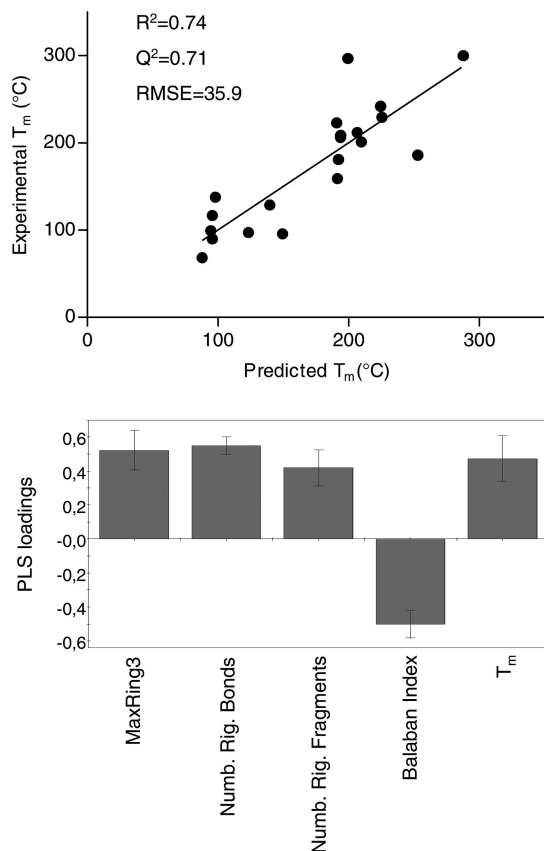 R²=0.74
Q²=0.71
RMSE=35.9
Experimental Tₘ (°C)
300
200
100
0
0 100 200 300
Predicted Tₘ(°C)
PLS loadings
0,6
0,4
0,2
-0,0
-0,2
-0,4
-0,6
MaxRing3
Numb. Rig. Bonds
Numb. Rig. Fragments
Balaban Index
Tₘ